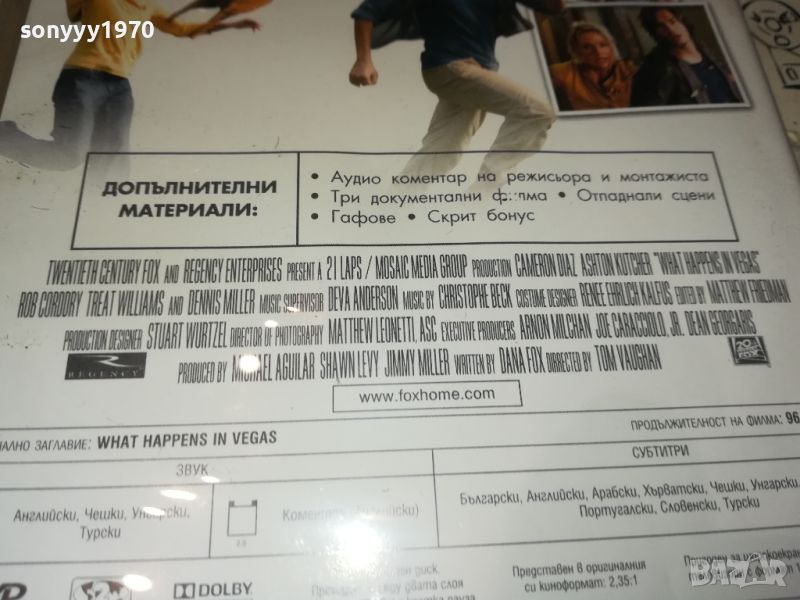 sonyyy1970
ДОПЪЛНИТЕЛНИ МАТЕРИАЛИ:
• Аудио коментар на режисьора и монтажиста
• Три документални филма • Отпаднали сцени
• Гафове • Скрит бонус
TWENTIETH CENTURY FOX AND REGENCY ENTERPRISES PRESENT A 21 LAPS / MOSAIC MEDIA GROUP PRODUCTION CAMERON DIAZ ASHTON KUTCHER "WHAT HAPPENS IN VEGAS"
ROB CORDDRY TREAT WILLIAMS AND DENNIS MILLER MUSIC SUPERVISOR DEVA ANDERSON MUSIC BY CHRISTOPHE BECK COSTUME DESIGNER RENEE EHRLICH KALFUS EDITED BY MATTHEW FRIEDMAN
PRODUCTION DESIGNER STUART WURTZEL DIRECTOR OF PHOTOGRAPHY MATTHEW LEONETTI, ASC EXECUTIVE PRODUCERS ARNON MILCHAN JOE CARACCIOLO, JR. DEAN GEORGARIS
REGENCY PRODUCED BY MICHAEL AGUILAR SHAWN LEVY JIMMY MILLER WRITTEN BY DANA FOX DIRECTED BY TOM VAUGHAN
www.foxhome.com
ЗАГЛАВИЕ: WHAT HAPPENS IN VEGAS
ПРОДЪЛЖИТЕЛНОСТ НА ФИЛМА: 96
ЗВУК
СУБТИТРИ
Английски, Чешки, Унгарски, Турски
2.0
Коментар (Английски)
Български, Английски, Арабски, Хърватски, Чешки, Унгарски
Португалски, Словенски, Турски
DOLBY
Представен в оригиналния
си киноформат: 2,35:1
BAZAR